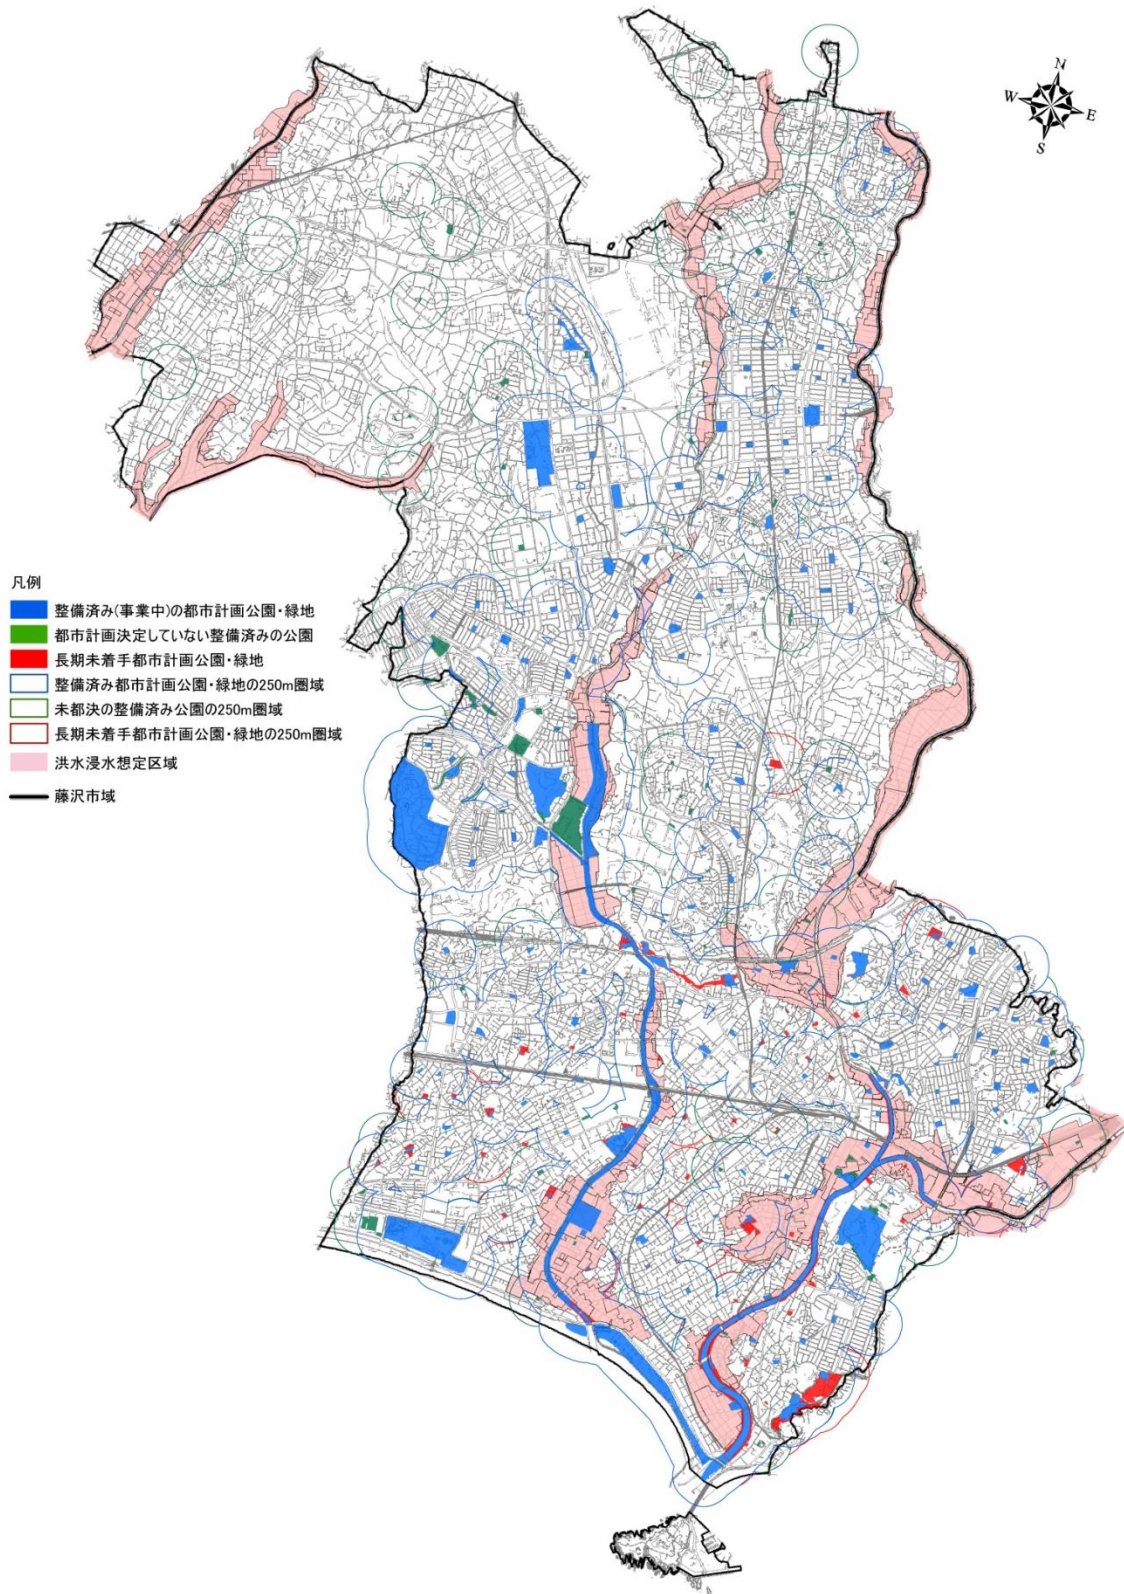 N
W
E
S
凡例
整備済み(事業中)の都市計画公園・緑地
都市計画決定していない整備済みの公園
長期未着手都市計画公園・緑地
整備済み都市計画公園・緑地の250m圏域
未都決の整備済み公園の250m圏域
長期未着手都市計画公園・緑地の250m圏域
洪水浸水想定区域
藤沢市域